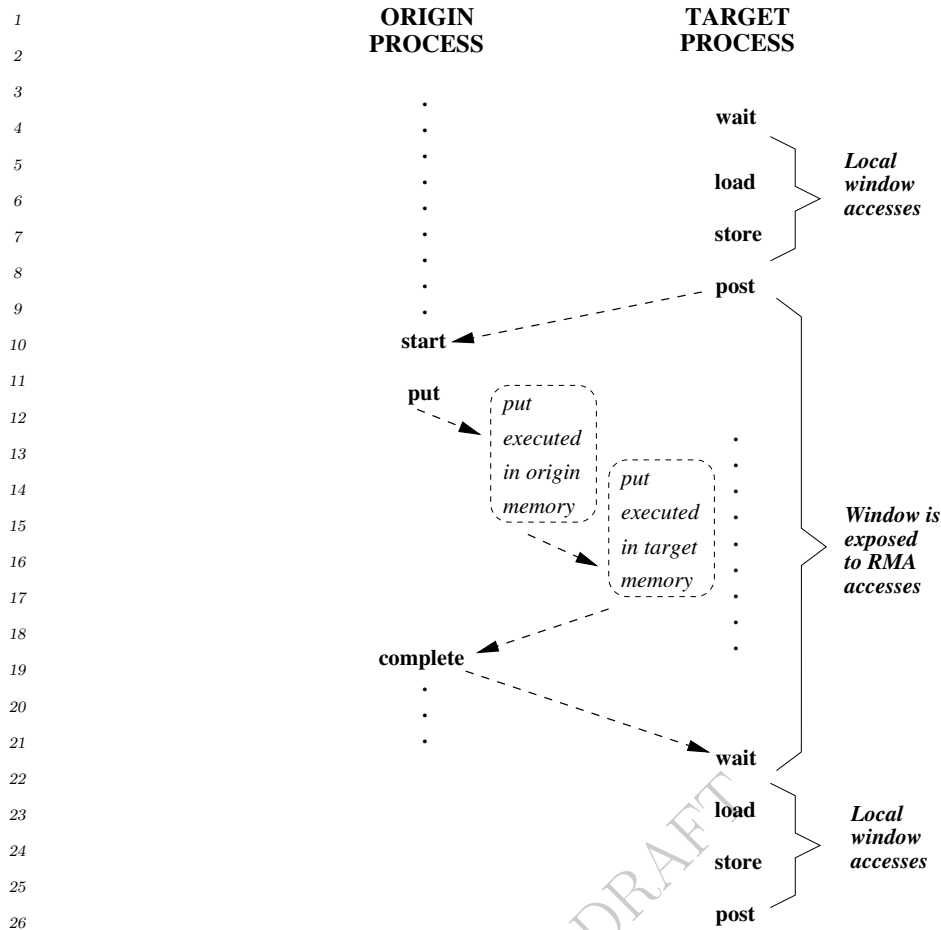 1
ORIGIN TARGET
PROCESS PROCESS
2
3
wait
4
5 Local
load window
6 accesses
7 store
8
post
9
10 start
11
put
12 put
13 executed
14 in origin put
15 memory executed Window is
exposed
16 in target to RMA
memory accesses
17
18
complete
19
20
21
wait
22
23 load Local
window
24 store accesses
25
post
26
DRAFT